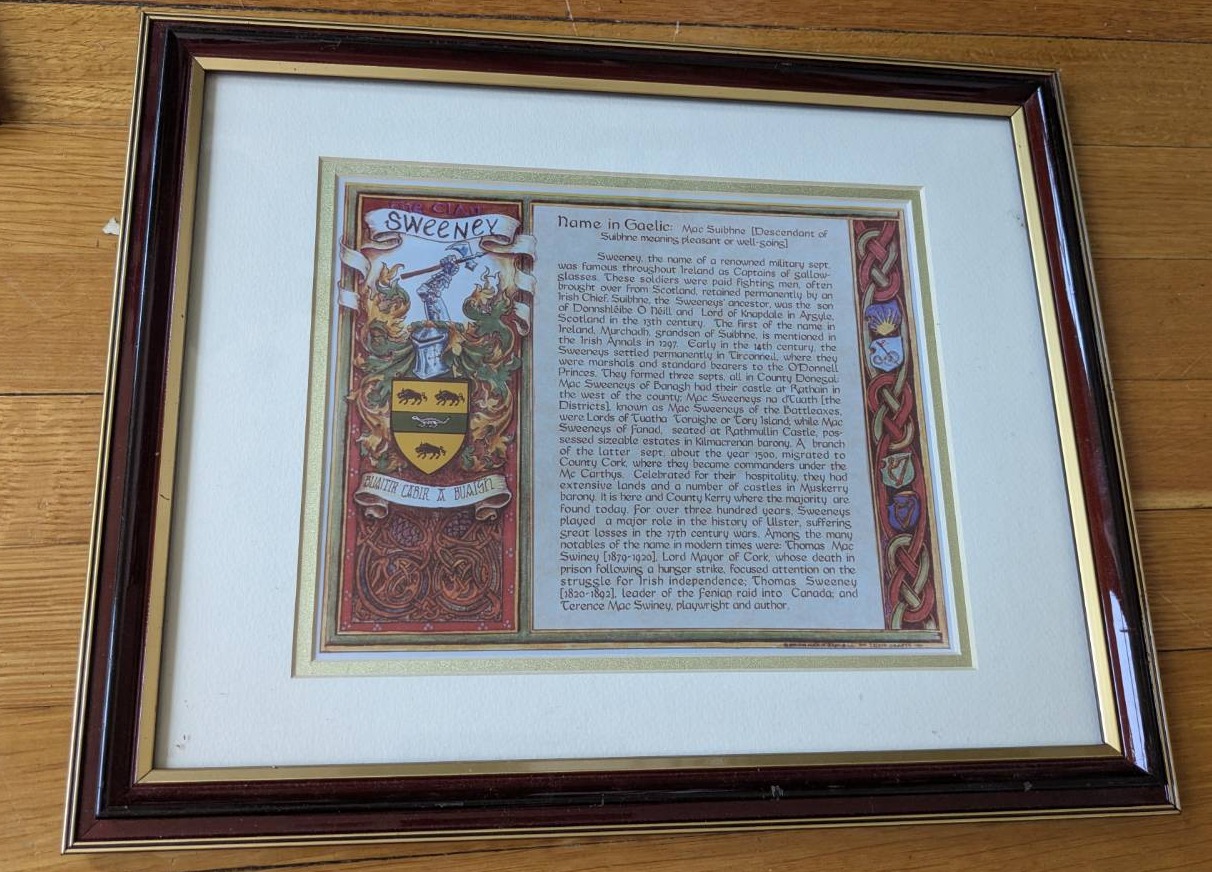 The Clan
SWEENEY
BUAITIR CABIR A BUAIGN
Name in Gaelic: Mac Suibhne [Descendant of
Suibhne meaning pleasant or well-going]
Sweeney, the name of a renowned military sept,
was famous throughout Ireland as Captains of gallow-
glasses. These soldiers were paid fighting men, often
brought over from Scotland, retained permanently by an
Irish Chief. Suibhne, the Sweeneys' ancestor, was the son
of Donnshléibe O Néill and Lord of Knapdale in Argyle,
Scotland in the 13th century. The first of the name in
Ireland, Murchadh, grandson of Suibhne, is mentioned in
the Irish Annals in 1297. Early in the 14th century, the
Sweeneys settled permanently in Tirconnell, where they
were marshals and standard bearers to the O'Donnell
Princes. They formed three septs, all in County Donegal:
Mac Sweeneys of Banagh had their castle at Rathain in
the west of the county; Mac Sweeneys na dTuath [the
Districts], known as Mac Sweeneys of the Battleaxes,
were Lords of Tuatha Toraighe or Tory Island; while Mac
Sweeneys of Fanad, seated at Rathmullin Castle, pos-
sessed sizeable estates in Kilmacrenan barony. A branch
of the latter sept, about the year 1500, migrated to
County Cork, where they became commanders under the
Mc Carthys. Celebrated for their hospitality, they had
extensive lands and a number of castles in Muskerry
barony. It is here and County Kerry where the majority are
found today. For over three hundred years, Sweeneys
played a major role in the history of Ulster, suffering
great losses in the 17th century wars. Among the many
notables of the name in modern times were: Thomas Mac
Swiney [1879-1920], Lord Mayor of Cork, whose death in
prison following a hunger strike, focused attention on the
struggle for Irish independence; Thomas Sweeney
[1820-1892], leader of the Fenian raid into Canada; and
Terence Mac Swiney, playwright and author.